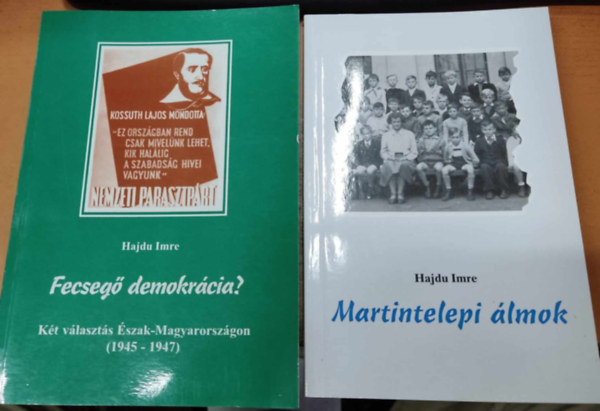 KOSSUTH LAJOS MONDOTTA
"EZ ORSZÁGBAN REND
CSAK MIVELÜNK LEHET,
KIK HALÁLIG
A SZABADSÁG HIVEI
VAGYUNK"
NEMZETI PARASZTPÁRT
Hajdu Imre
Fecsegő demokrácia?
Két választás Észak-Magyarországon
(1945 - 1947)
Hajdu Imre
Martintelepi álmok